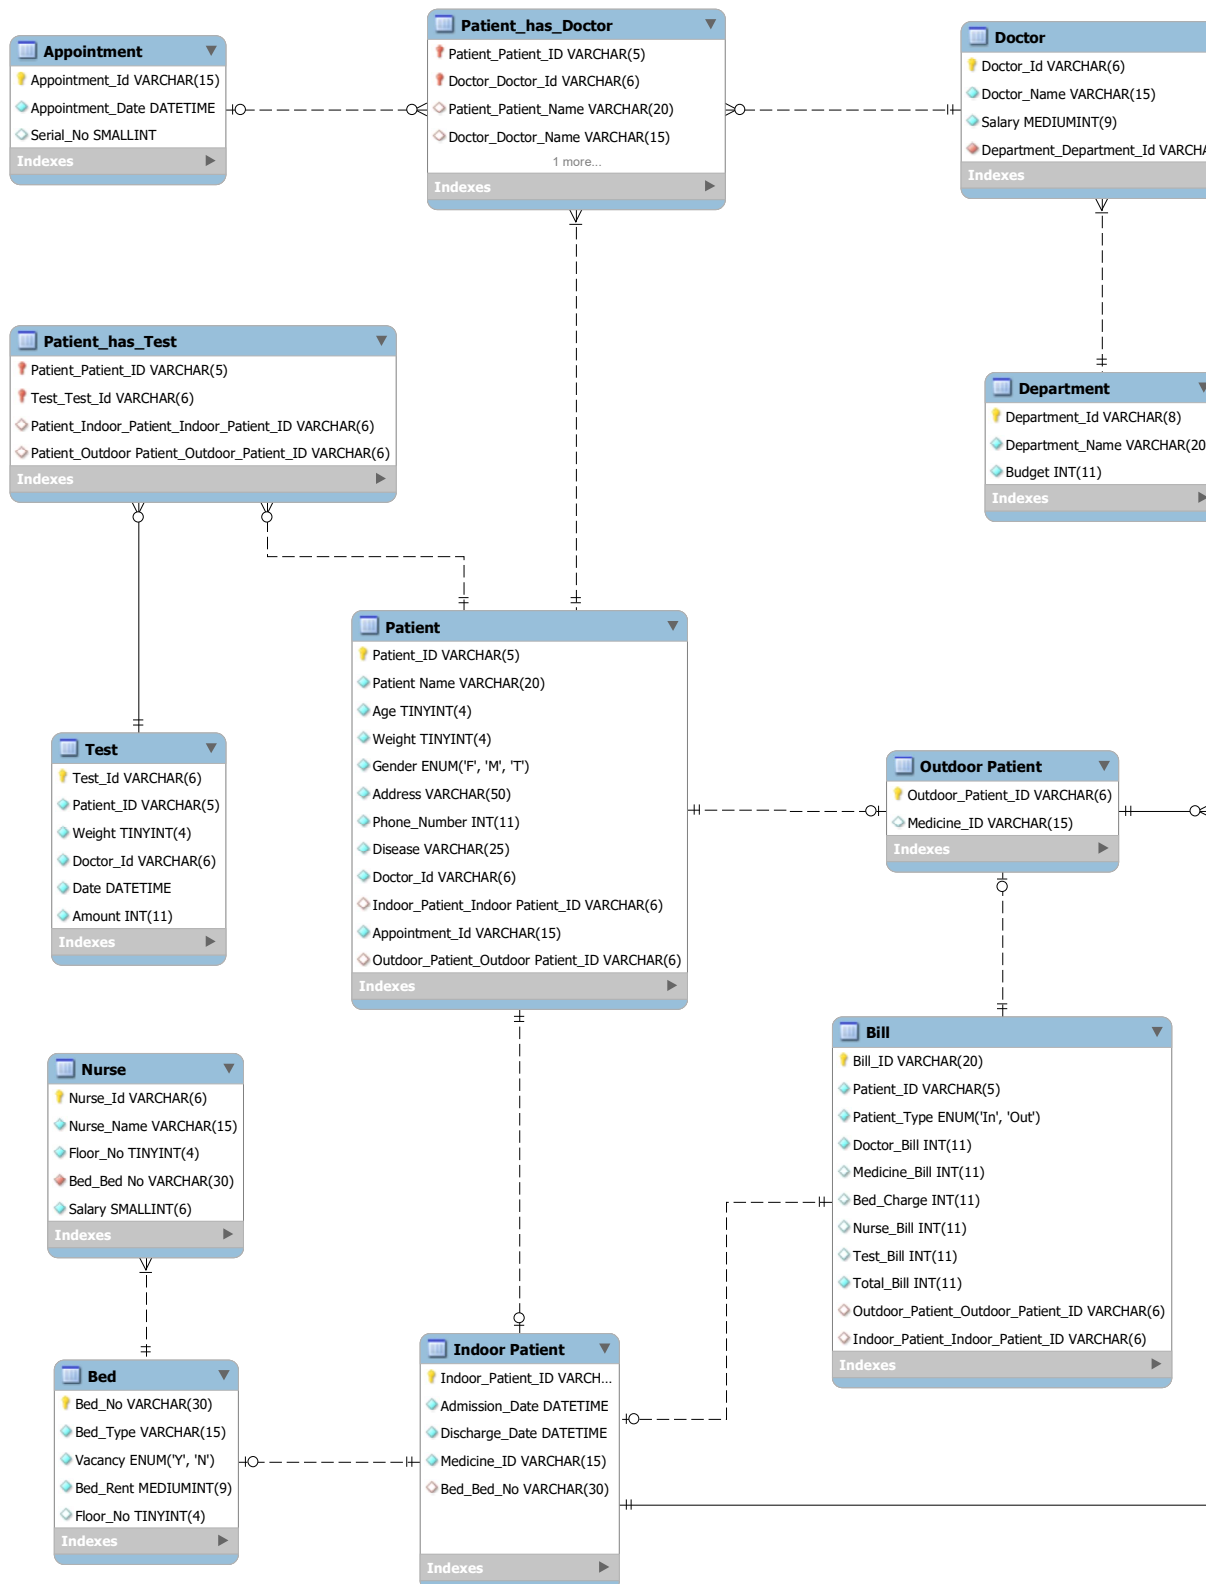 Appointment
Appointment_Id VARCHAR(15)
Appointment_Date DATETIME
Serial_No SMALLINT
Indexes
Patient_has_Doctor
Patient_Patient_ID VARCHAR(5)
Doctor_Doctor_Id VARCHAR(6)
Patient_Patient_Name VARCHAR(20)
Doctor_Doctor_Name VARCHAR(15)
1 more...
Indexes
Doctor
Doctor_Id VARCHAR(6)
Doctor_Name VARCHAR(15)
Salary MEDIUMINT(9)
Department_Department_Id VARCHA
Indexes
Patient_has_Test
Patient_Patient_ID VARCHAR(5)
Test_Test_Id VARCHAR(6)
Patient_Indoor_Patient_Indoor_Patient_ID VARCHAR(6)
Patient_Outdoor Patient_Outdoor_Patient_ID VARCHAR(6)
Indexes
Department
Department_Id VARCHAR(8)
Department_Name VARCHAR(20
Budget INT(11)
Indexes
Patient
Patient_ID VARCHAR(5)
Patient Name VARCHAR(20)
Age TINYINT(4)
Weight TINYINT(4)
Gender ENUM('F', 'M', 'T')
Address VARCHAR(50)
Phone_Number INT(11)
Disease VARCHAR(25)
Doctor_Id VARCHAR(6)
Indoor_Patient_Indoor Patient_ID VARCHAR(6)
Appointment_Id VARCHAR(15)
Outdoor_Patient_Outdoor Patient_ID VARCHAR(6)
Indexes
Test
Test_Id VARCHAR(6)
Patient_ID VARCHAR(5)
Weight TINYINT(4)
Doctor_Id VARCHAR(6)
Date DATETIME
Amount INT(11)
Indexes
Outdoor Patient
Outdoor_Patient_ID VARCHAR(6)
Medicine_ID VARCHAR(15)
Indexes
Bill
Bill_ID VARCHAR(20)
Patient_ID VARCHAR(5)
Patient_Type ENUM('In', 'Out')
Doctor_Bill INT(11)
Medicine_Bill INT(11)
Bed_Charge INT(11)
Nurse_Bill INT(11)
Test_Bill INT(11)
Total_Bill INT(11)
Outdoor_Patient_Outdoor_Patient_ID VARCHAR(6)
Indoor_Patient_Indoor_Patient_ID VARCHAR(6)
Indexes
Nurse
Nurse_Id VARCHAR(6)
Nurse_Name VARCHAR(15)
Floor_No TINYINT(4)
Bed_Bed No VARCHAR(30)
Salary SMALLINT(6)
Indexes
Bed
Bed_No VARCHAR(30)
Bed_Type VARCHAR(15)
Vacancy ENUM('Y', 'N')
Bed_Rent MEDIUMINT(9)
Floor_No TINYINT(4)
Indexes
Indoor Patient
Indoor_Patient_ID VARCH...
Admission_Date DATETIME
Discharge_Date DATETIME
Medicine_ID VARCHAR(15)
Bed_Bed_No VARCHAR(30)
Indexes